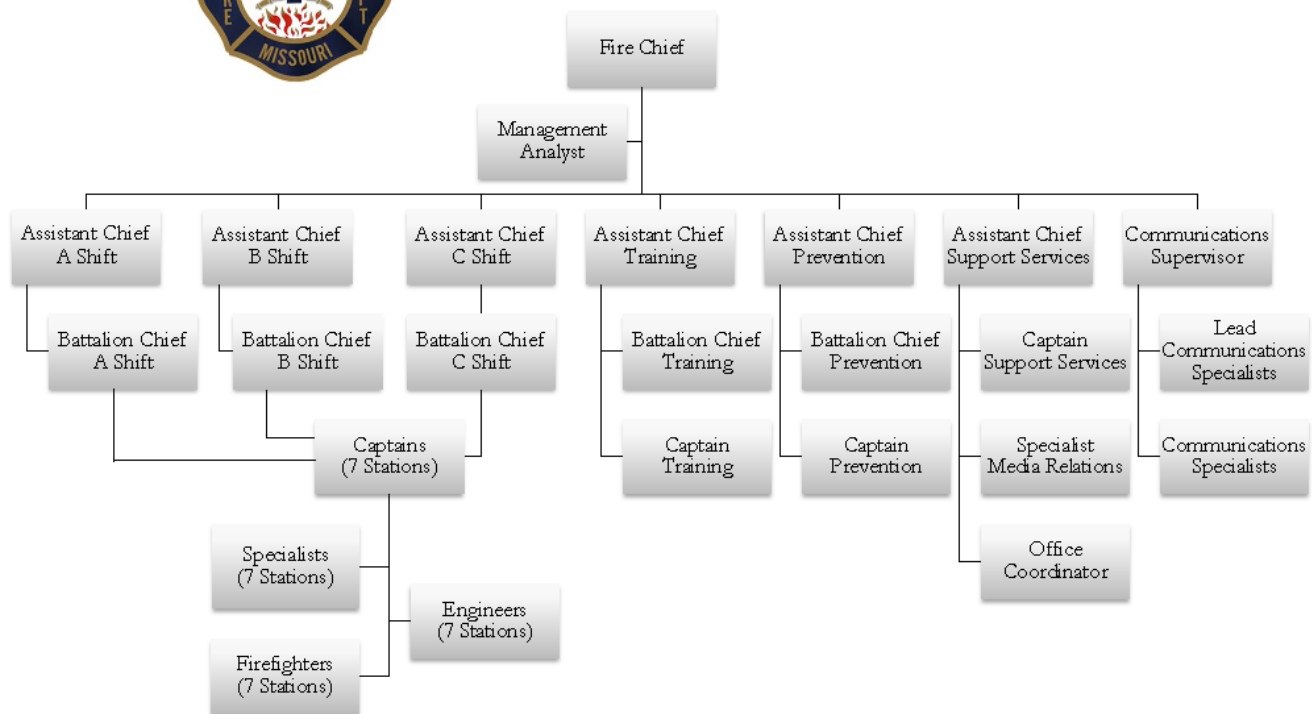 MISSOURI
Fire Chief
Management
Analyst
Assistant Chief
A Shift
Assistant Chief
B Shift
Assistant Chief
C Shift
Assistant Chief
Training
Assistant Chief
Prevention
Assistant Chief
Support Services
Communications
Supervisor
Battalion Chief
A Shift
Battalion Chief
B Shift
Battalion Chief
C Shift
Battalion Chief
Training
Battalion Chief
Prevention
Captain
Support Services
Lead
Communications
Specialists
Captains
(7 Stations)
Captain
Training
Captain
Prevention
Specialist
Media Relations
Communications
Specialists
Specialists
(7 Stations)
Engineers
(7 Stations)
Office
Coordinator
Firefighters
(7 Stations)